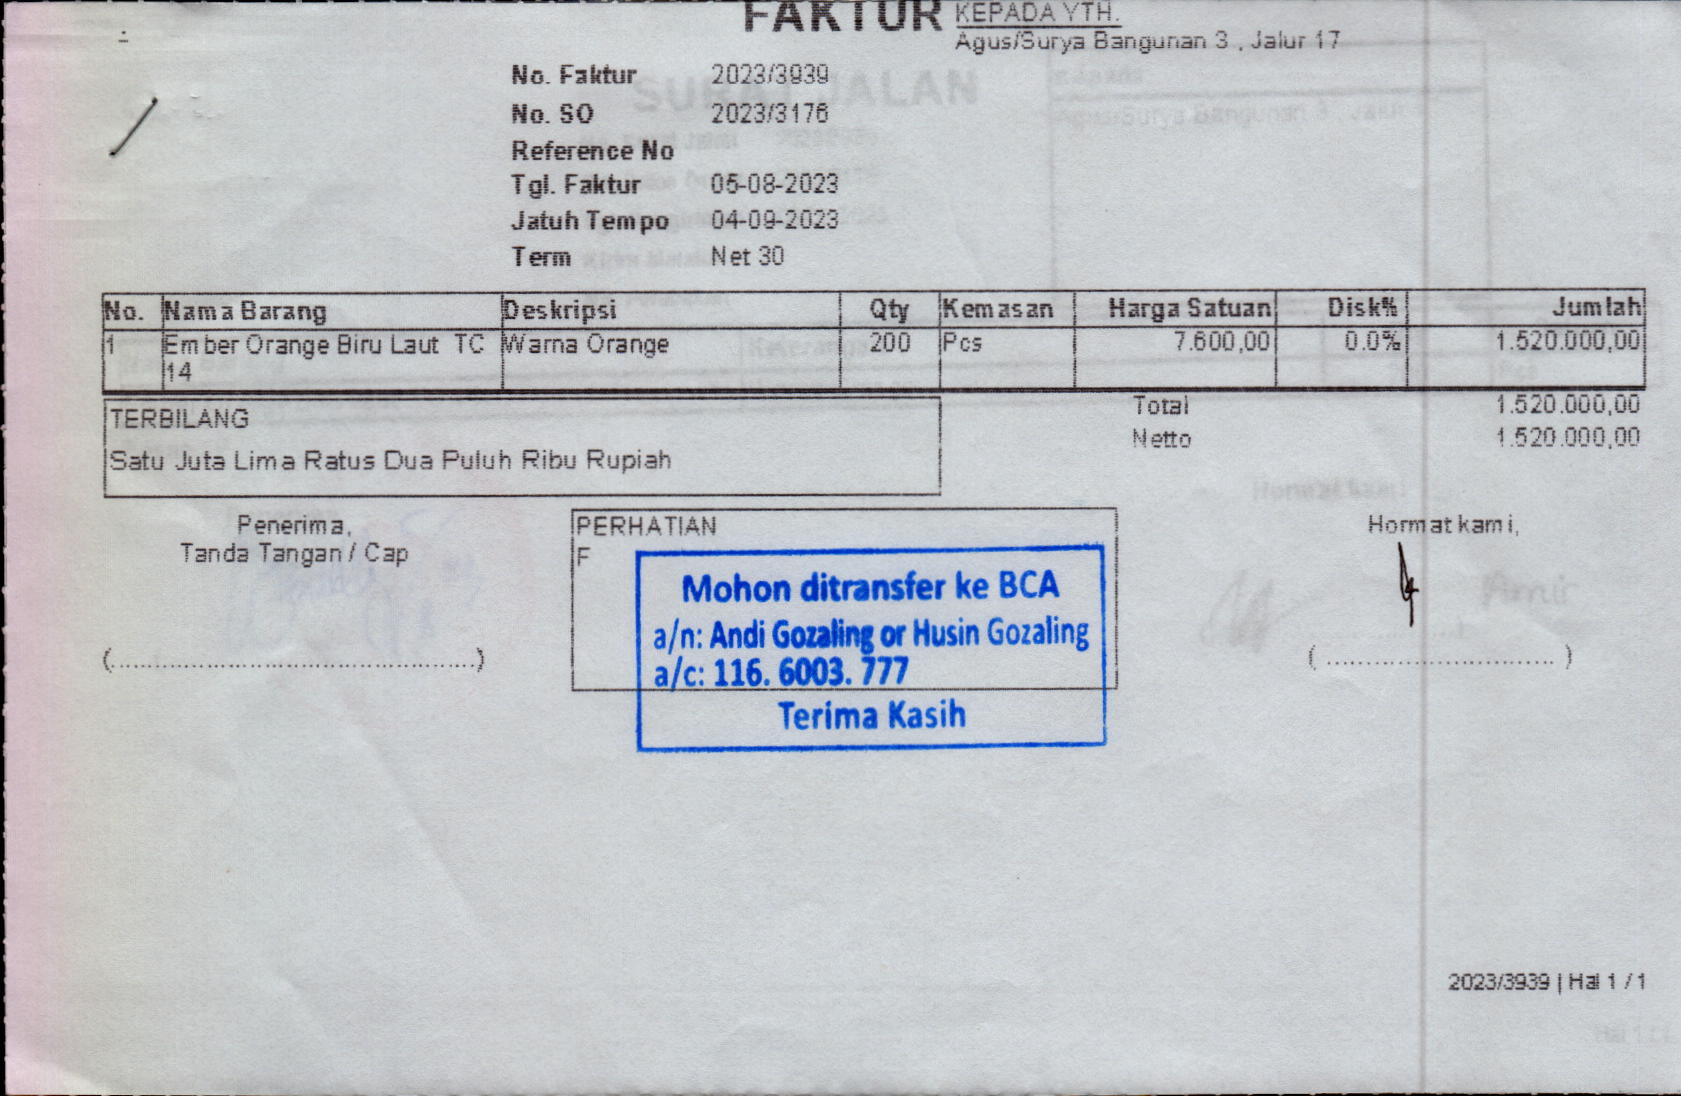 FAKTUR
KEPADA YTH.
Agus/Surya Bangunan 3 , Jalur 17
No. Faktur 2023/3939
No. SO 2023/3176
Reference No
Tgl. Faktur 05-08-2023
Jatuh Tempo 04-09-2023
Term Net 30
No. Nama Barang Deskripsi Qty Kemasan Harga Satuan Disk% Jumlah
1 Ember Orange Biru Laut TC Warna Orange 200 Pcs 7.600,00 0.0% 1.520.000,00
14
Total 1.520.000,00
Netto 1.520.000,00
TERBILANG
Satu Juta Lima Ratus Dua Puluh Ribu Rupiah
Penerima,
Tanda Tangan / Cap
(..............................................)
PERHATIAN
F
Mohon ditransfer ke BCA
a/n: Andi Gozaling or Husin Gozaling
a/c: 116. 6003. 777
Terima Kasih
Hormat kami,
( ............................ )
2023/3939 | Hal 1 / 1
SURAT JALAN